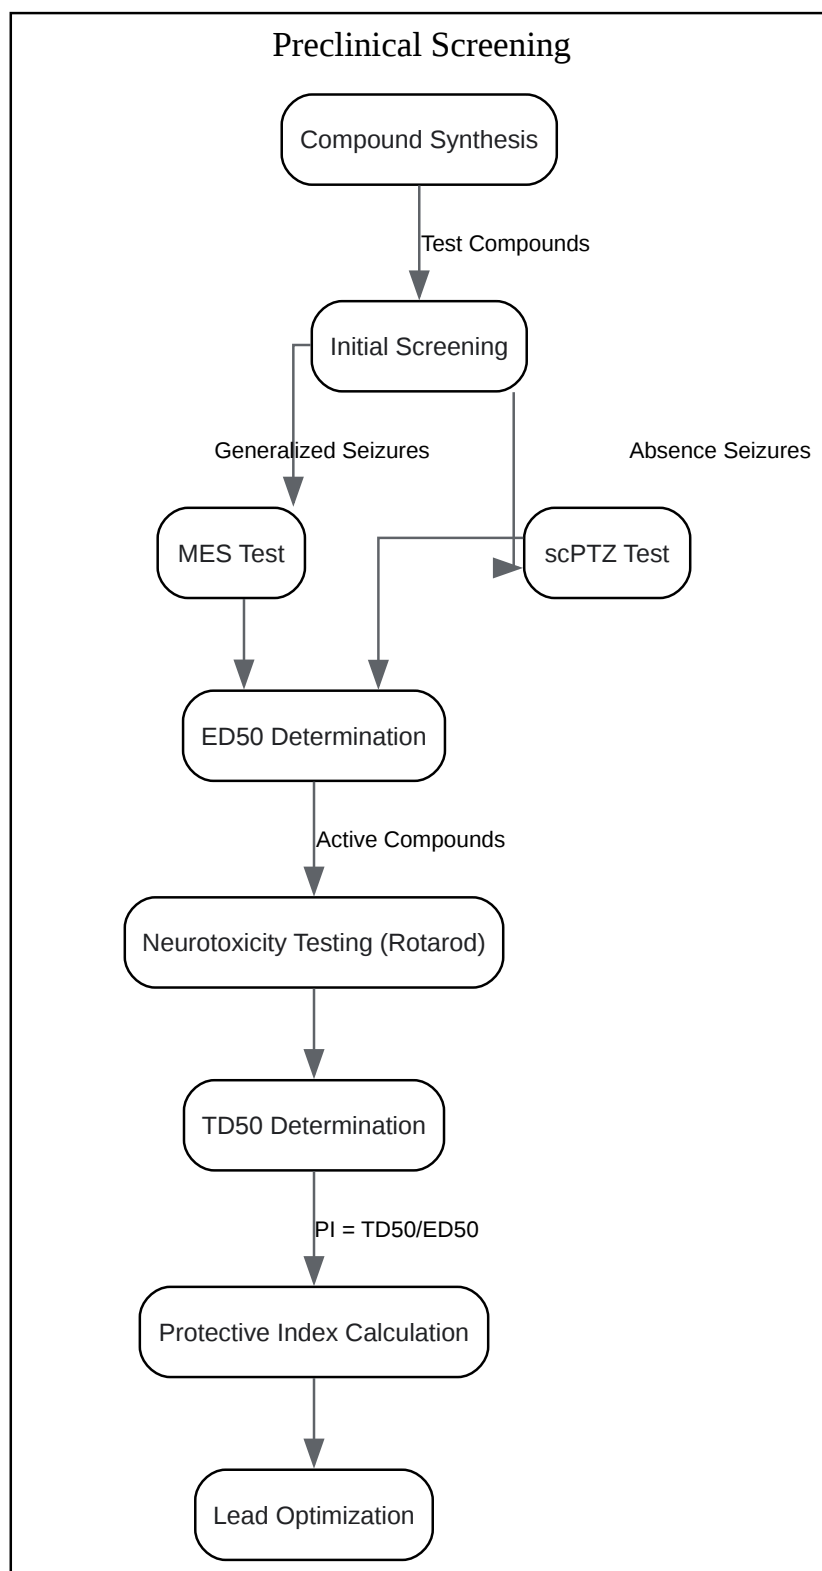 Preclinical Screening
Compound Synthesis
Test Compounds
Initial Screening
Generalized Seizures
Absence Seizures
MES Test
scPTZ Test
ED50 Determination
Active Compounds
Neurotoxicity Testing (Rotarod)
TD50 Determination
PI = TD50/ED50
Protective Index Calculation
Lead Optimization